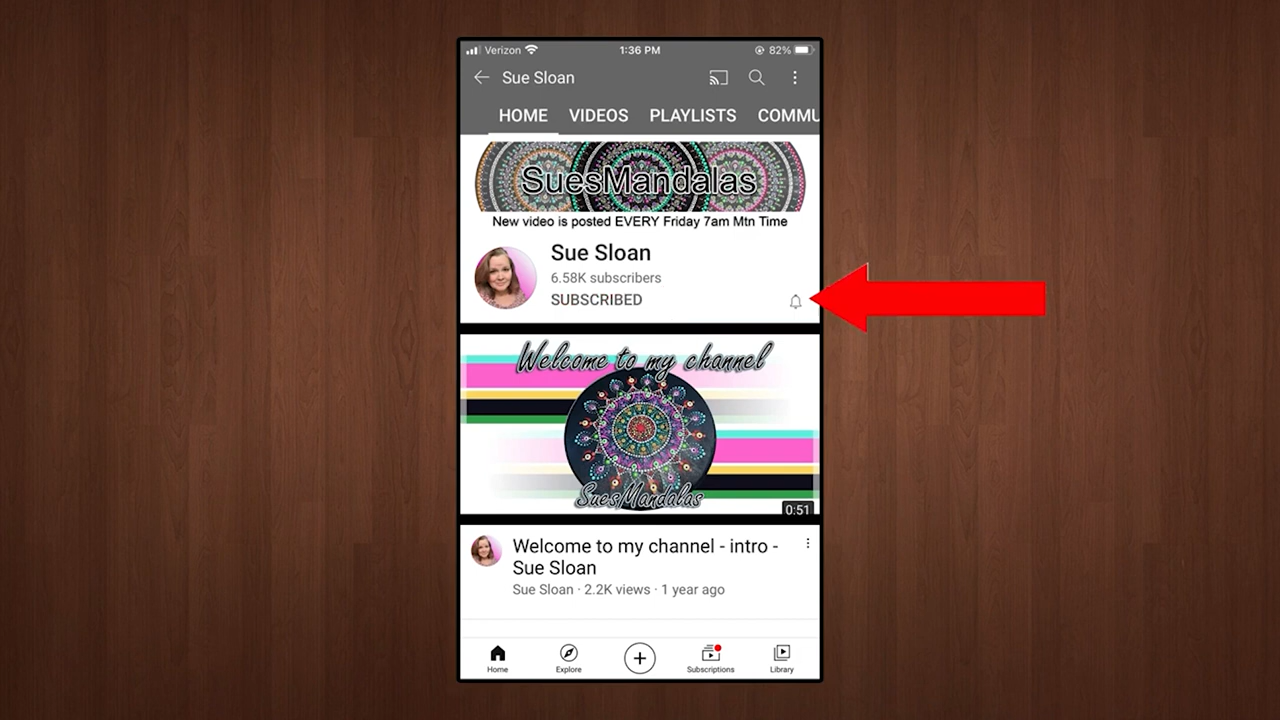 Verizon 1:36 PM 82%
Sue Sloan
HOME VIDEOS PLAYLISTS COMMU
SuesMandalas
New video is posted EVERY Friday 7am Mtn Time
Sue Sloan
6.58K subscribers
SUBSCRIBED
Welcome to my channel
SuesMandalas
0:51
Welcome to my channel - intro -
Sue Sloan
Sue Sloan · 2.2K views · 1 year ago
Home Explore Subscriptions Library